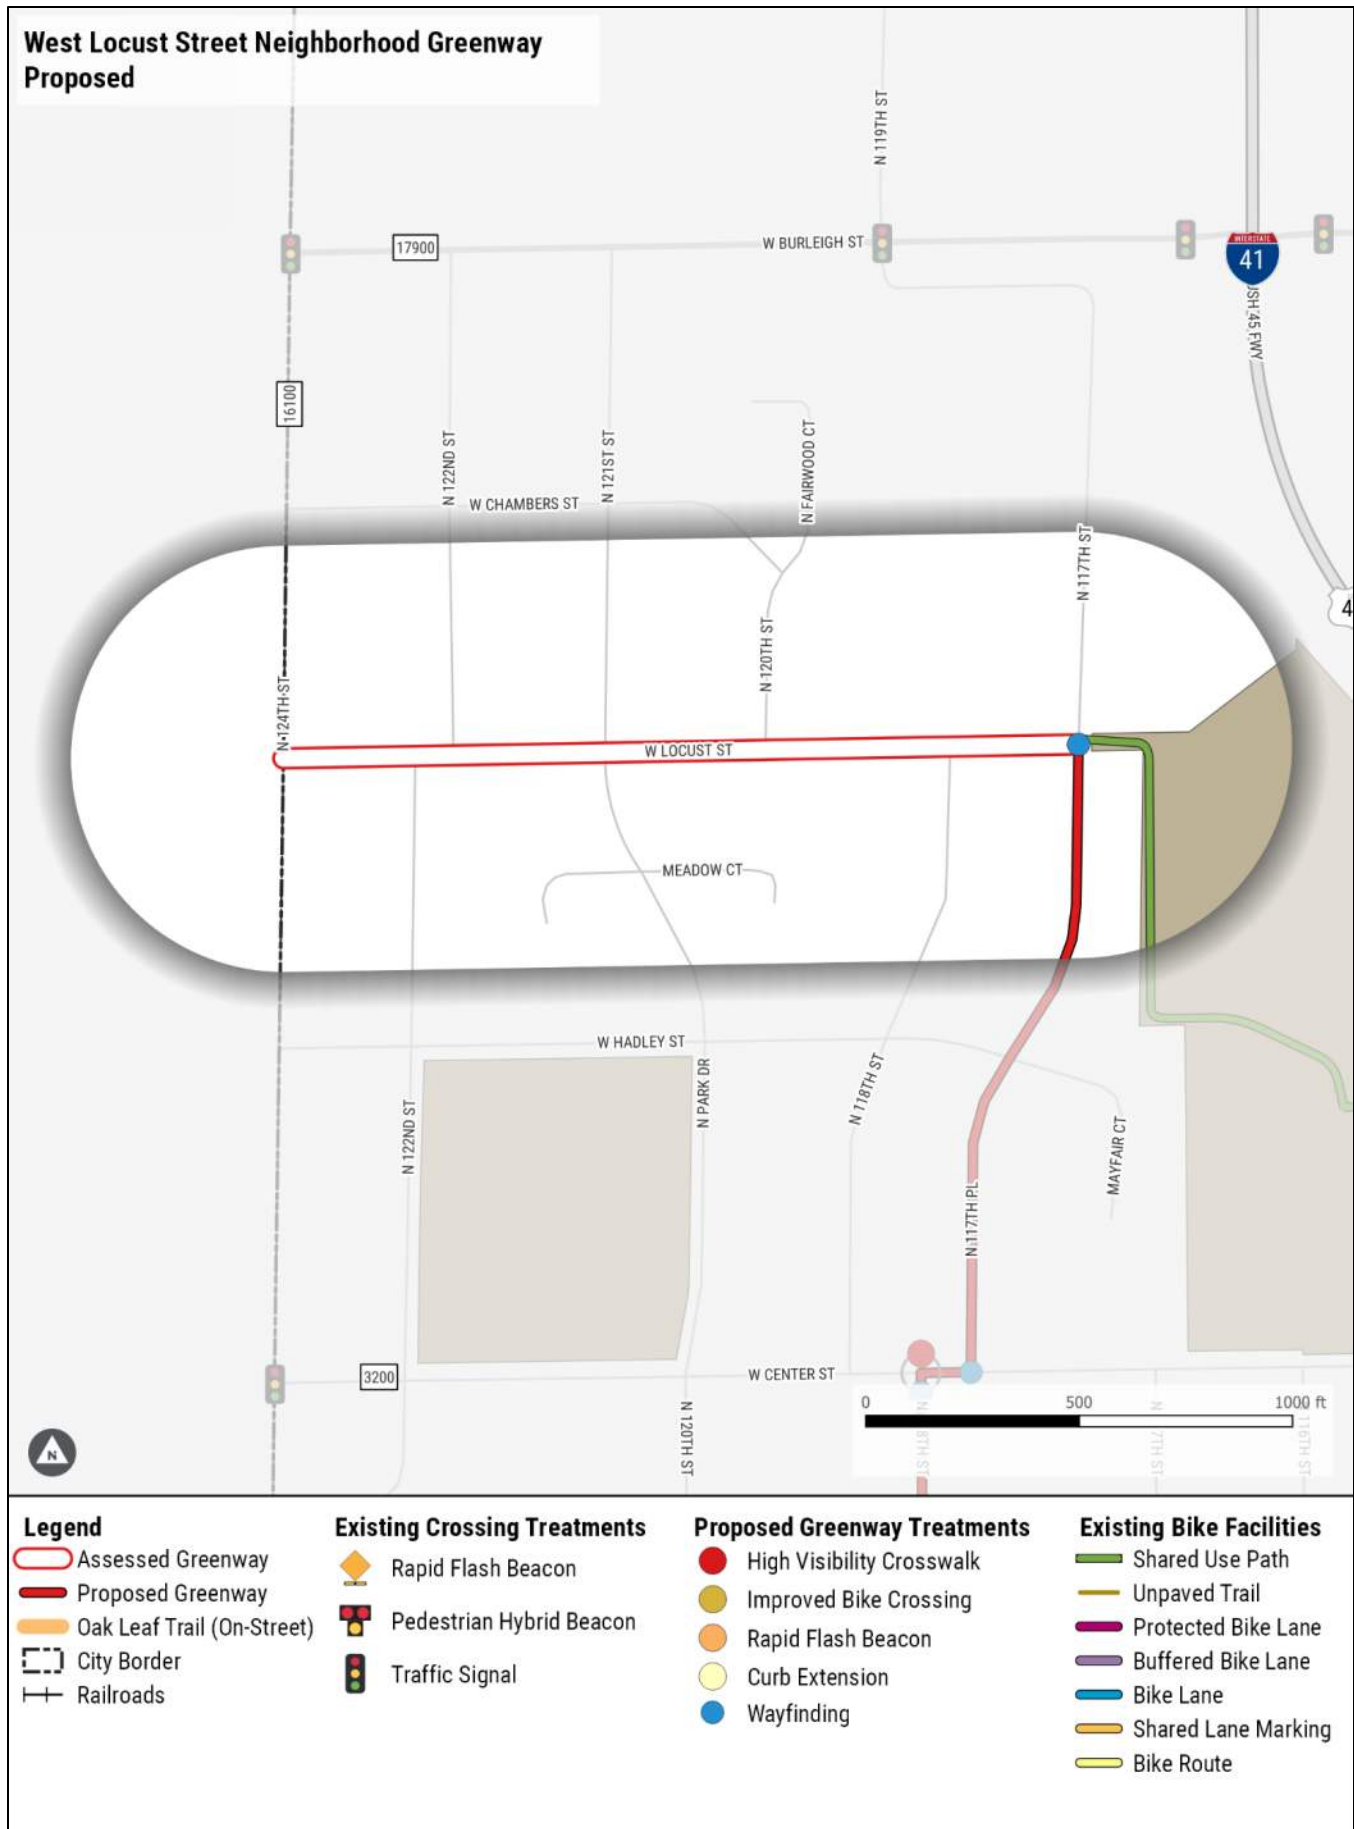 West Locust Street Neighborhood Greenway
Proposed
N 119TH ST
W BURLEIGH ST
17900
INTERSTATE
41
USH 45 FWY
16100
N 122ND ST
N 121ST ST
N FAIRWOOD CT
W CHAMBERS ST
N 117TH ST
4
N 120TH ST
N 124TH ST
W LOCUST ST
MEADOW CT
W HADLEY ST
N 122ND ST
N PARK DR
N 118TH ST
MAYFAIR CT
N 117TH PL
3200
W CENTER ST
0 500 1000 ft
N 120TH ST
N
Legend
Assessed Greenway
Proposed Greenway
Oak Leaf Trail (On-Street)
City Border
Railroads
Existing Crossing Treatments
Rapid Flash Beacon
Pedestrian Hybrid Beacon
Traffic Signal
Proposed Greenway Treatments
High Visibility Crosswalk
Improved Bike Crossing
Rapid Flash Beacon
Curb Extension
Wayfinding
Existing Bike Facilities
Shared Use Path
Unpaved Trail
Protected Bike Lane
Buffered Bike Lane
Bike Lane
Shared Lane Marking
Bike Route